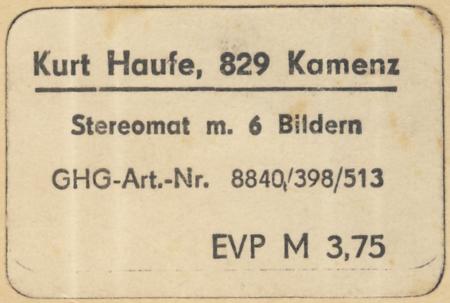 Kurt Haufe, 829 Kamenz
Stereomat m. 6 Bildern
GHG-Art.-Nr. 8840/398/513
EVP M 3,75